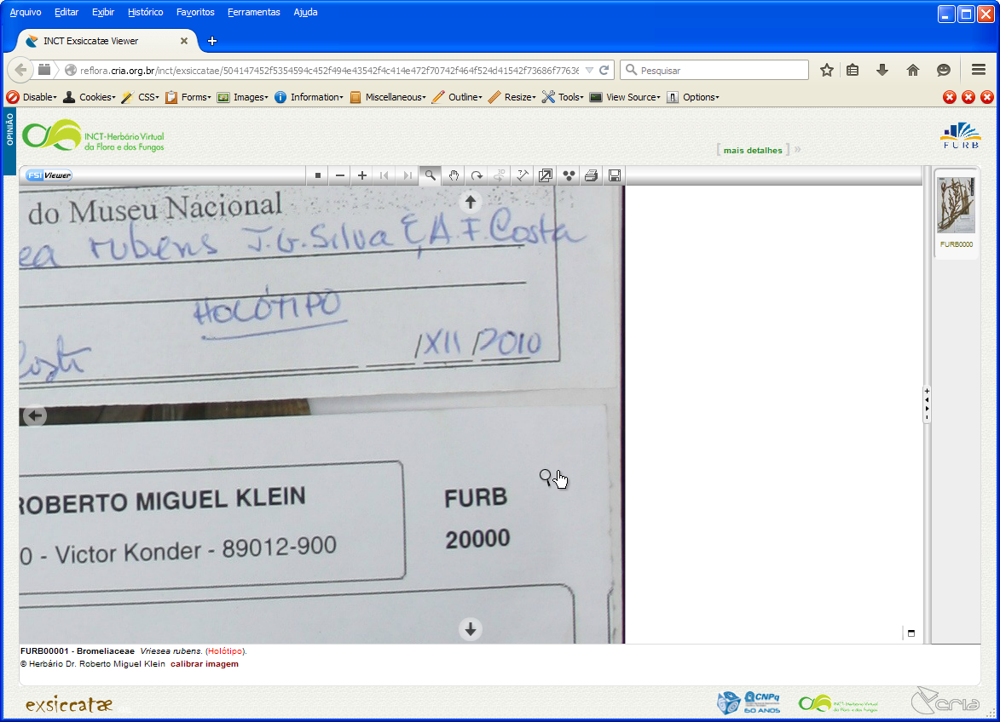 Arquivo Editar Exibir Histórico Favoritos Ferramentas Ajuda
INCT Exsiccatæ Viewer
reflora.cria.org.br/inct/exsiccatae/504147452f5354594c452f494e43542f4c414e472f70742f464f524d41542f73686f77636
Pesquisar
Disable Cookies CSS Forms Images Information Miscellaneous Outline Resize Tools View Source Options
OPINIÃO
INCT-Herbário Virtual
da Flora e dos Fungos
[ mais detalhes ] »
FURB
FSI Viewer
do Museu Nacional
ea rubens J.G.Silva & A.F.Costa
HOLÓTIPO
/XII/2010
ROBERTO MIGUEL KLEIN
0 - Victor Konder - 89012-900
FURB
20000
FURB0000
FURB00001 - Bromeliaceae Vriesea rubens. (Holótipo).
© Herbário Dr. Roberto Miguel Klein calibrar imagem
exsiccatæ
CNPq
60 ANOS
INCT-Herbário Virtual
da Flora e dos Fungos
cria